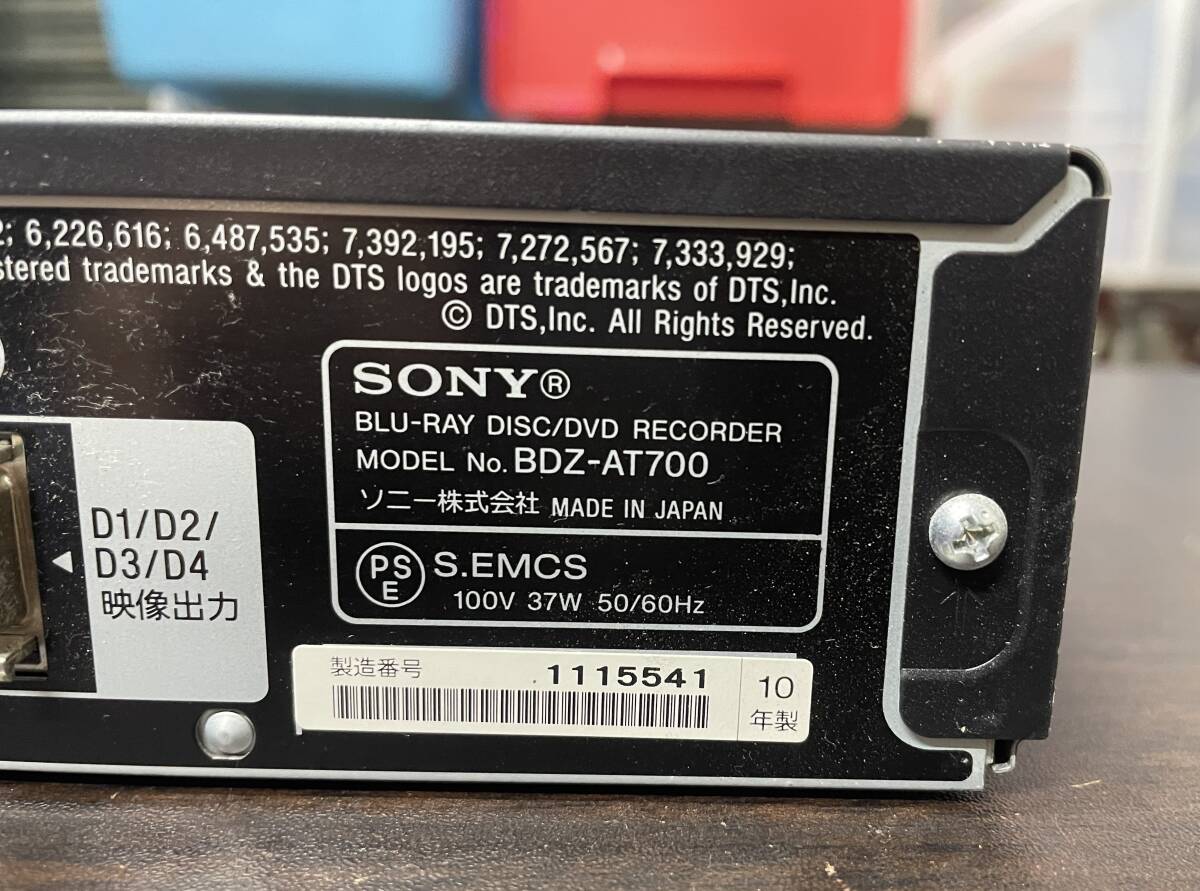 6,226,616; 6,487,535; 7,392,195; 7,272,567; 7,333,929;
trademarks & the DTS logos are trademarks of DTS,Inc.
© DTS,Inc. All Rights Reserved.
SONY®
BLU-RAY DISC/DVD RECORDER
MODEL No. BDZ-AT700
ソニー株式会社 MADE IN JAPAN
PSE S.EMCS
100V 37W 50/60Hz
D1/D2/
D3/D4
映像出力
製造番号 1115541
10
年製